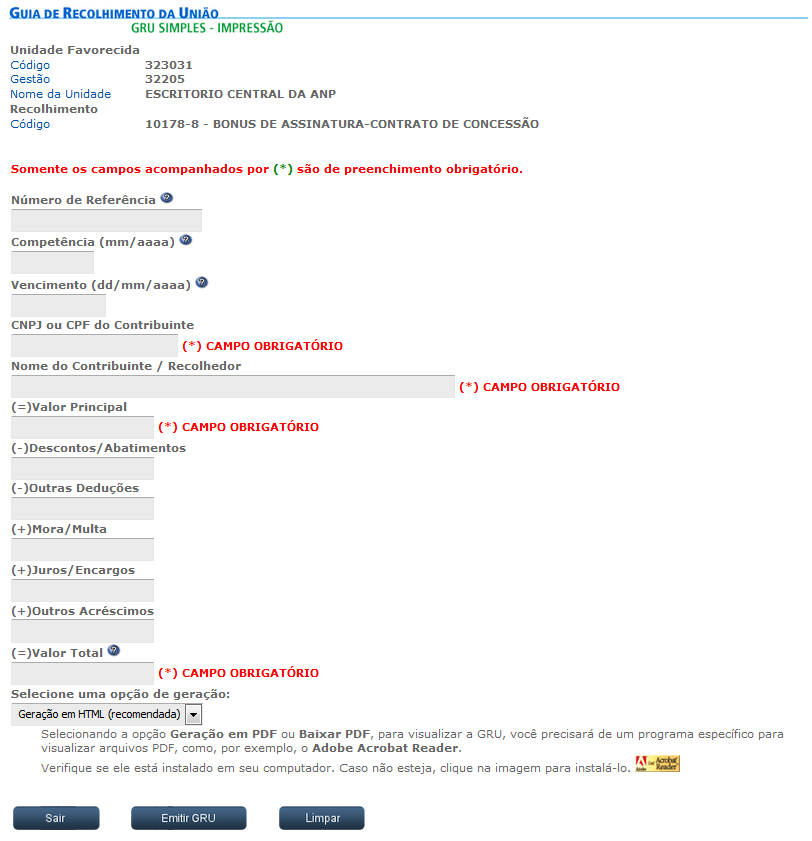 GUIA DE RECOLHIMENTO DA UNIÃO
GRU SIMPLES - IMPRESSÃO
Unidade Favorecida
Código 323031
Gestão 32205
Nome da Unidade ESCRITORIO CENTRAL DA ANP
Recolhimento
Código 10178-8 - BONUS DE ASSINATURA-CONTRATO DE CONCESSÃO
Somente os campos acompanhados por (*) são de preenchimento obrigatório.
Número de Referência ?
Competência (mm/aaaa) ?
Vencimento (dd/mm/aaaa) ?
CNPJ ou CPF do Contribuinte
(*) CAMPO OBRIGATÓRIO
Nome do Contribuinte / Recolhedor
(*) CAMPO OBRIGATÓRIO
(=)Valor Principal
(*) CAMPO OBRIGATÓRIO
(-)Descontos/Abatimentos
(-)Outras Deduções
(+)Mora/Multa
(+)Juros/Encargos
(+)Outros Acréscimos
(=)Valor Total ?
(*) CAMPO OBRIGATÓRIO
Selecione uma opção de geração:
Geração em HTML (recomendada)
Selecionando a opção Geração em PDF ou Baixar PDF, para visualizar a GRU, você precisará de um programa específico para
visualizar arquivos PDF, como, por exemplo, o Adobe Acrobat Reader.
Verifique se ele está instalado em seu computador. Caso não esteja, clique na imagem para instalá-lo. Adobe Get Acrobat Reader
Sair Emitir GRU Limpar